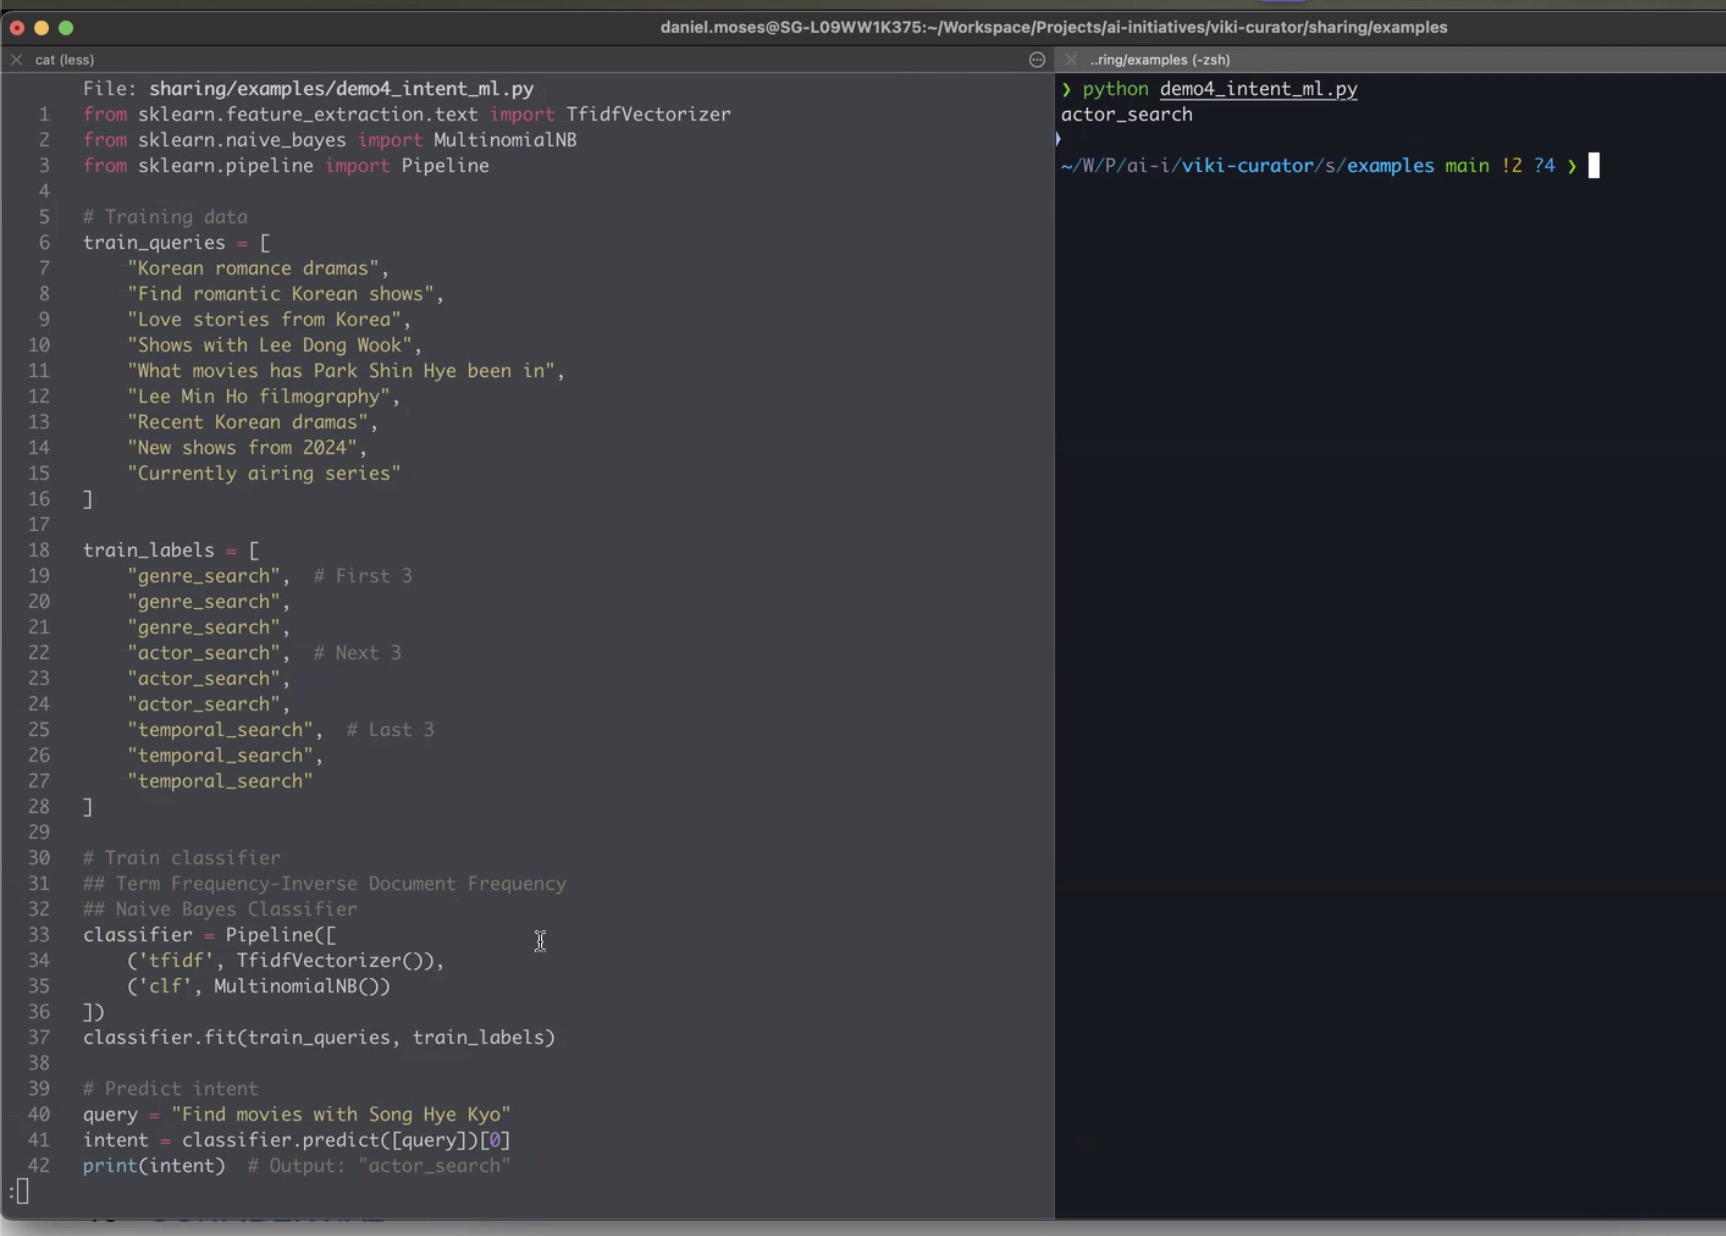 daniel.moses@SG-L09WW1K375:~/Workspace/Projects/ai-initiatives/viki-curator/sharing/examples
cat (less)
File: sharing/examples/demo4_intent_ml.py
1 from sklearn.feature_extraction.text import TfidfVectorizer
2 from sklearn.naive_bayes import MultinomialNB
3 from sklearn.pipeline import Pipeline
4
5 # Training data
6 train_queries = [
7 "Korean romance dramas",
8 "Find romantic Korean shows",
9 "Love stories from Korea",
10 "Shows with Lee Dong Wook",
11 "What movies has Park Shin Hye been in",
12 "Lee Min Ho filmography",
13 "Recent Korean dramas",
14 "New shows from 2024",
15 "Currently airing series"
16 ]
17
18 train_labels = [
19 "genre_search", # First 3
20 "genre_search",
21 "genre_search",
22 "actor_search", # Next 3
23 "actor_search",
24 "actor_search",
25 "temporal_search", # Last 3
26 "temporal_search",
27 "temporal_search"
28 ]
29
30 # Train classifier
31 ## Term Frequency-Inverse Document Frequency
32 ## Naive Bayes Classifier
33 classifier = Pipeline([
34 ('tfidf', TfidfVectorizer()),
35 ('clf', MultinomialNB())
36 ])
37 classifier.fit(train_queries, train_labels)
38
39 # Predict intent
40 query = "Find movies with Song Hye Kyo"
41 intent = classifier.predict([query])[0]
42 print(intent) # Output: "actor_search"
:
..ring/examples (-zsh)
❯ python demo4_intent_ml.py
actor_search
~/W/P/ai-i/viki-curator/s/examples main !2 ?4 ❯